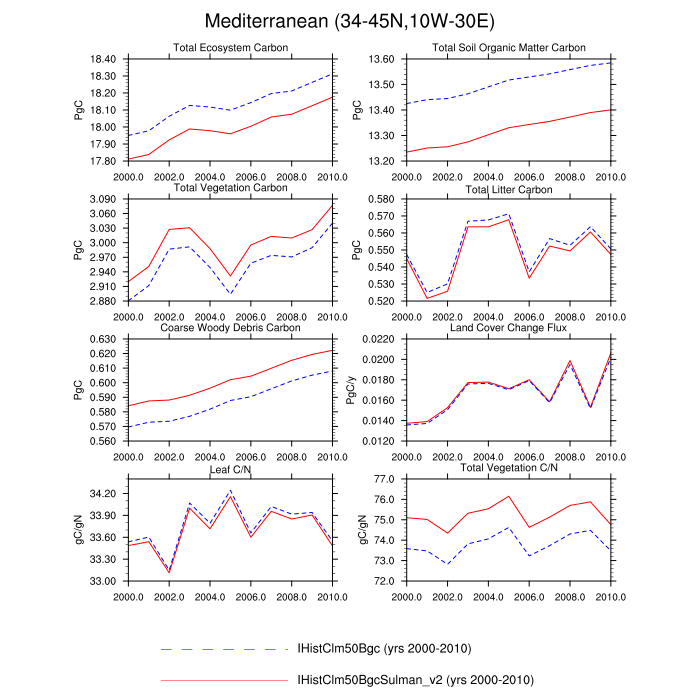 Mediterranean (34-45N,10W-30E)
Total Ecosystem Carbon
PgC
18.40
18.30
18.20
18.10
18.00
17.90
17.80
2000.0 2002.0 2004.0 2006.0 2008.0 2010.0
Total Soil Organic Matter Carbon
PgC
13.60
13.50
13.40
13.30
13.20
2000.0 2002.0 2004.0 2006.0 2008.0 2010.0
Total Vegetation Carbon
PgC
3.090
3.060
3.030
3.000
2.970
2.940
2.910
2.880
2000.0 2002.0 2004.0 2006.0 2008.0 2010.0
Total Litter Carbon
PgC
0.580
0.570
0.560
0.550
0.540
0.530
0.520
2000.0 2002.0 2004.0 2006.0 2008.0 2010.0
Coarse Woody Debris Carbon
PgC
0.630
0.620
0.610
0.600
0.590
0.580
0.570
0.560
2000.0 2002.0 2004.0 2006.0 2008.0 2010.0
Land Cover Change Flux
PgC/y
0.0220
0.0200
0.0180
0.0160
0.0140
0.0120
2000.0 2002.0 2004.0 2006.0 2008.0 2010.0
Leaf C/N
gC/gN
34.20
33.90
33.60
33.30
33.00
2000.0 2002.0 2004.0 2006.0 2008.0 2010.0
Total Vegetation C/N
gC/gN
77.0
76.0
75.0
74.0
73.0
72.0
2000.0 2002.0 2004.0 2006.0 2008.0 2010.0
IHistClm50Bgc (yrs 2000-2010)
IHistClm50BgcSulman_v2 (yrs 2000-2010)